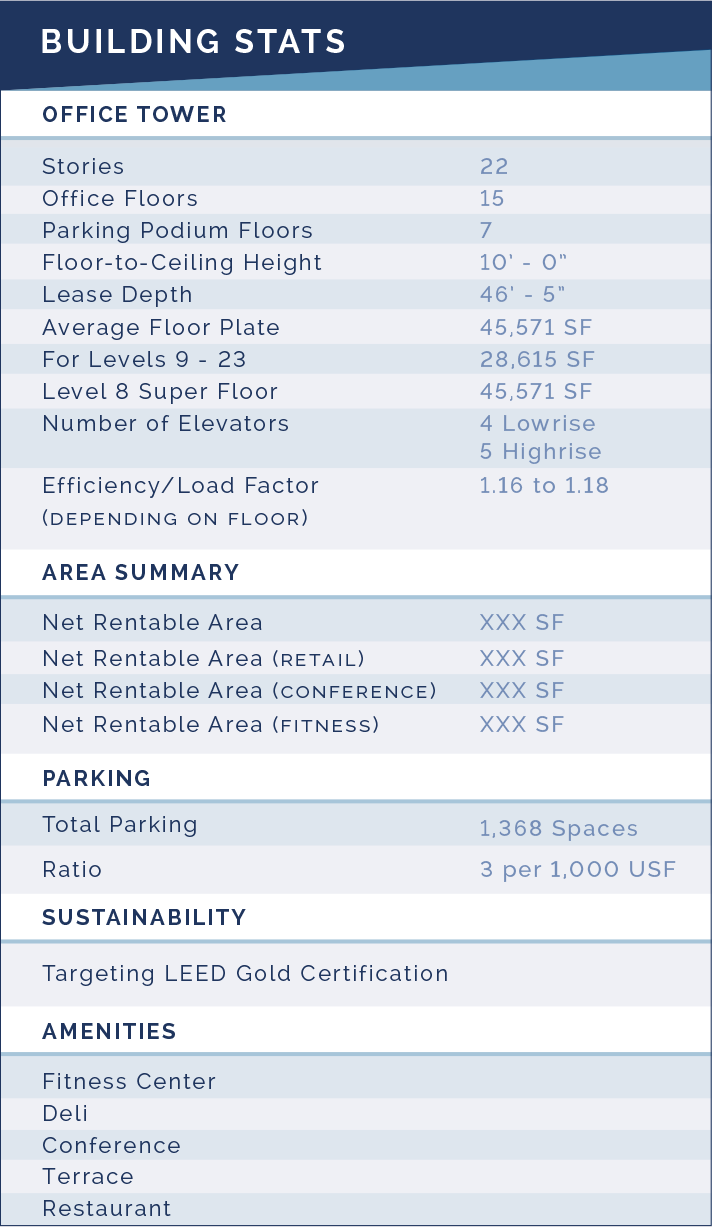 BUILDING STATS
OFFICE TOWER
Stories 22
Office Floors 15
Parking Podium Floors 7
Floor-to-Ceiling Height 10' - 0"
Lease Depth 46' - 5"
Average Floor Plate 45,571 SF
For Levels 9 - 23 28,615 SF
Level 8 Super Floor 45,571 SF
Number of Elevators 4 Lowrise
5 Highrise
Efficiency/Load Factor 1.16 to 1.18
(DEPENDING ON FLOOR)
AREA SUMMARY
Net Rentable Area XXX SF
Net Rentable Area (RETAIL) XXX SF
Net Rentable Area (CONFERENCE) XXX SF
Net Rentable Area (FITNESS) XXX SF
PARKING
Total Parking 1,368 Spaces
Ratio 3 per 1,000 USF
SUSTAINABILITY
Targeting LEED Gold Certification
AMENITIES
Fitness Center
Deli
Conference
Terrace
Restaurant